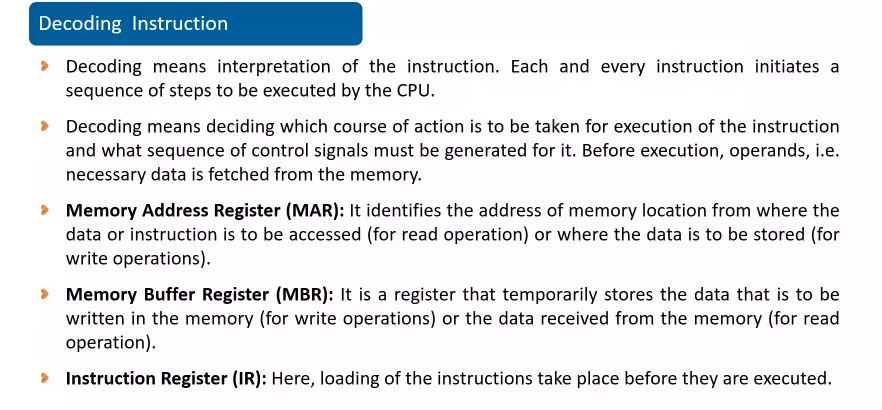 Decoding Instruction
Decoding means interpretation of the instruction. Each and every instruction initiates a
sequence of steps to be executed by the CPU.
Decoding means deciding which course of action is to be taken for execution of the instruction
and what sequence of control signals must be generated for it. Before execution, operands, i.e.
necessary data is fetched from the memory.
Memory Address Register (MAR): It identifies the address of memory location from where the
data or instruction is to be accessed (for read operation) or where the data is to be stored (for
write operations).
Memory Buffer Register (MBR): It is a register that temporarily stores the data that is to be
written in the memory (for write operations) or the data received from the memory (for read
operation).
Instruction Register (IR): Here, loading of the instructions take place before they are executed.